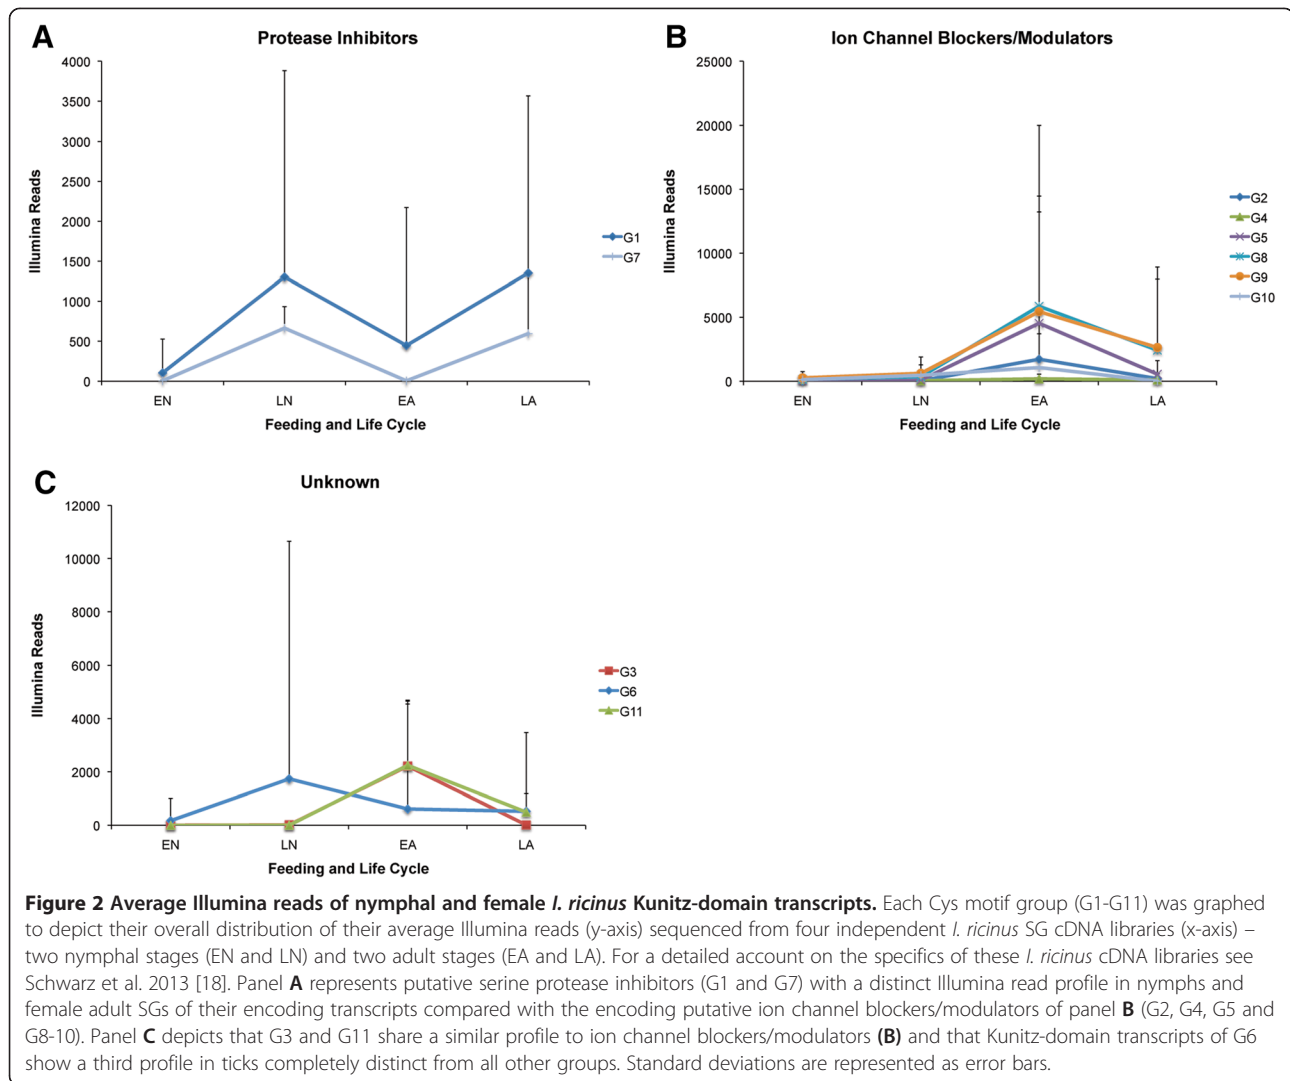 A
Protease Inhibitors
4000
3500
3000
2500
2000
1500
1000
500
0
Illumina Reads
EN LN EA LA
Feeding and Life Cycle
G1
G7
B
Ion Channel Blockers/Modulators
25000
20000
15000
10000
5000
0
Illumina Reads
EN LN EA LA
Feeding and Life Cycle
G2
G4
G5
G8
G9
G10
C
Unknown
12000
10000
8000
6000
4000
2000
0
Illumina Reads
EN LN EA LA
Feeding and Life Cycle
G3
G6
G11
Figure 2 Average Illumina reads of nymphal and female I. ricinus Kunitz-domain transcripts. Each Cys motif group (G1-G11) was graphed
to depict their overall distribution of their average Illumina reads (y-axis) sequenced from four independent I. ricinus SG cDNA libraries (x-axis) –
two nymphal stages (EN and LN) and two adult stages (EA and LA). For a detailed account on the specifics of these I. ricinus cDNA libraries see
Schwarz et al. 2013 [18]. Panel A represents putative serine protease inhibitors (G1 and G7) with a distinct Illumina read profile in nymphs and
female adult SGs of their encoding transcripts compared with the encoding putative ion channel blockers/modulators of panel B (G2, G4, G5 and
G8-10). Panel C depicts that G3 and G11 share a similar profile to ion channel blockers/modulators (B) and that Kunitz-domain transcripts of G6
show a third profile in ticks completely distinct from all other groups. Standard deviations are represented as error bars.